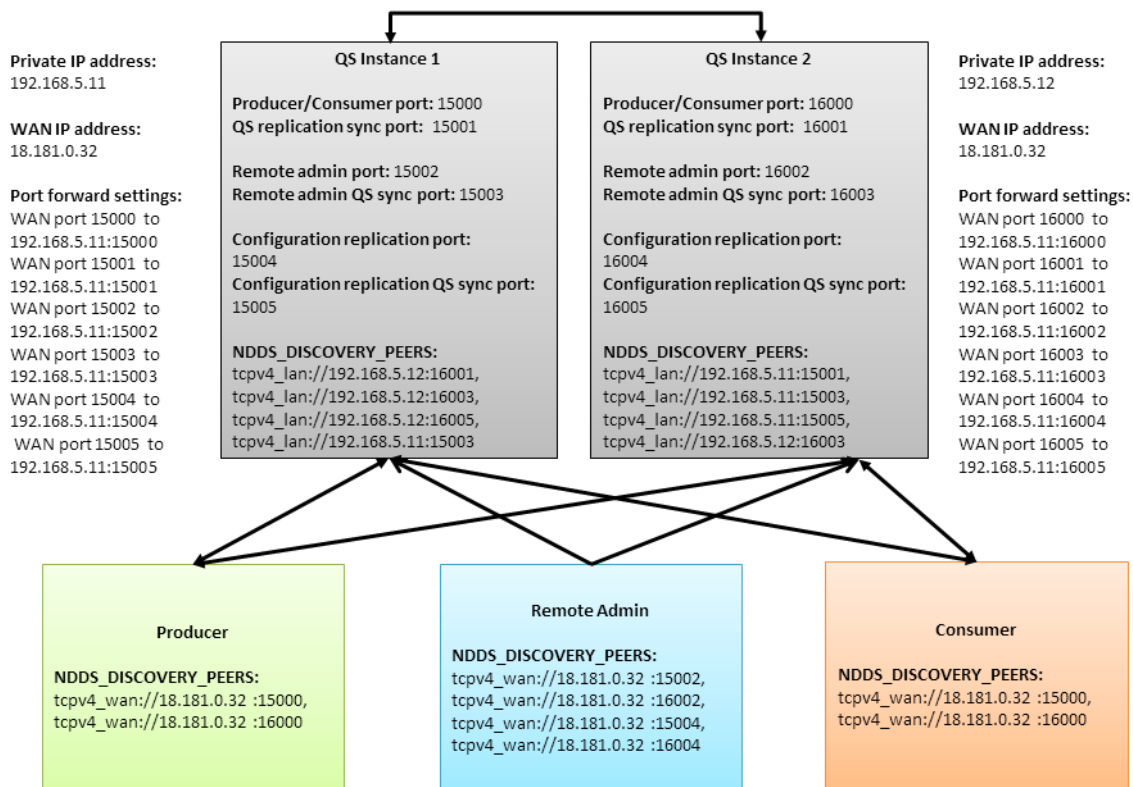 Private IP address:
192.168.5.11
WAN IP address:
18.181.0.32
Port forward settings:
WAN port 15000 to
192.168.5.11:15000
WAN port 15001 to
192.168.5.11:15001
WAN port 15002 to
192.168.5.11:15002
WAN port 15003 to
192.168.5.11:15003
WAN port 15004 to
192.168.5.11:15004
WAN port 15005 to
192.168.5.11:15005
QS Instance 1
Producer/Consumer port: 15000
QS replication sync port: 15001
Remote admin port: 15002
Remote admin QS sync port: 15003
Configuration replication port:
15004
Configuration replication QS sync port:
15005
NDDS_DISCOVERY_PEERS:
tcpv4_lan://192.168.5.12:16001,
tcpv4_lan://192.168.5.12:16003,
tcpv4_lan://192.168.5.12:16005,
tcpv4_lan://192.168.5.11:15003
QS Instance 2
Producer/Consumer port: 16000
QS replication sync port: 16001
Remote admin port: 16002
Remote admin QS sync port: 16003
Configuration replication port:
16004
Configuration replication QS sync port:
16005
NDDS_DISCOVERY_PEERS:
tcpv4_lan://192.168.5.11:15001,
tcpv4_lan://192.168.5.11:15003,
tcpv4_lan://192.168.5.11:15005,
tcpv4_lan://192.168.5.12:16003
Private IP address:
192.168.5.12
WAN IP address:
18.181.0.32
Port forward settings:
WAN port 16000 to
192.168.5.11:16000
WAN port 16001 to
192.168.5.11:16001
WAN port 16002 to
192.168.5.11:16002
WAN port 16003 to
192.168.5.11:16003
WAN port 16004 to
192.168.5.11:16004
WAN port 16005 to
192.168.5.11:16005
Producer
NDDS_DISCOVERY_PEERS:
tcpv4_wan://18.181.0.32 :15000,
tcpv4_wan://18.181.0.32 :16000
Remote Admin
NDDS_DISCOVERY_PEERS:
tcpv4_wan://18.181.0.32 :15002,
tcpv4_wan://18.181.0.32 :16002,
tcpv4_wan://18.181.0.32 :15004,
tcpv4_wan://18.181.0.32 :16004
Consumer
NDDS_DISCOVERY_PEERS:
tcpv4_wan://18.181.0.32 :15000,
tcpv4_wan://18.181.0.32 :16000